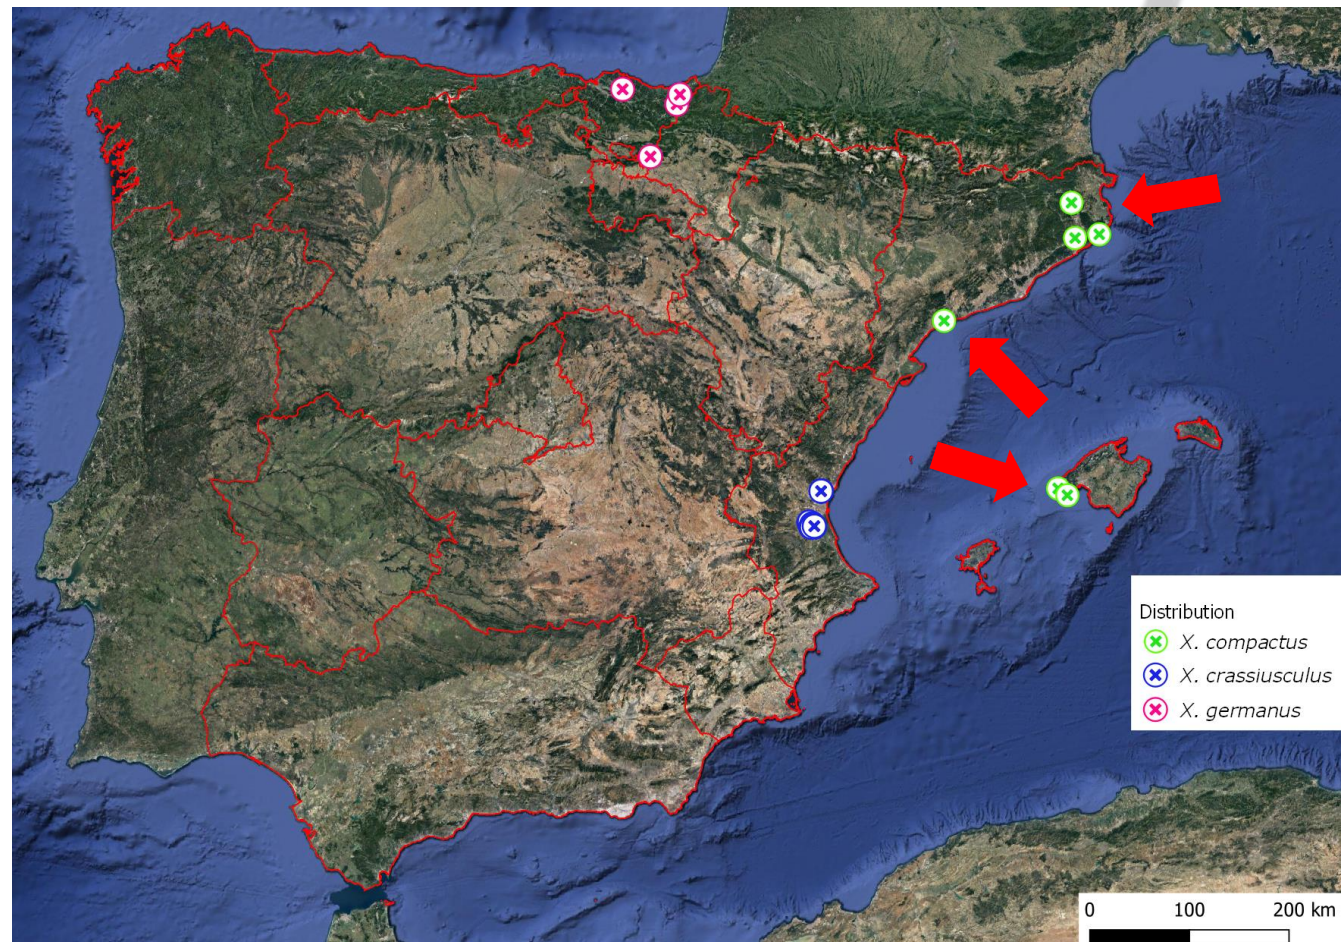 Distribution
X. compactus
X. crassiusculus
X. germanus
0 100 200 km